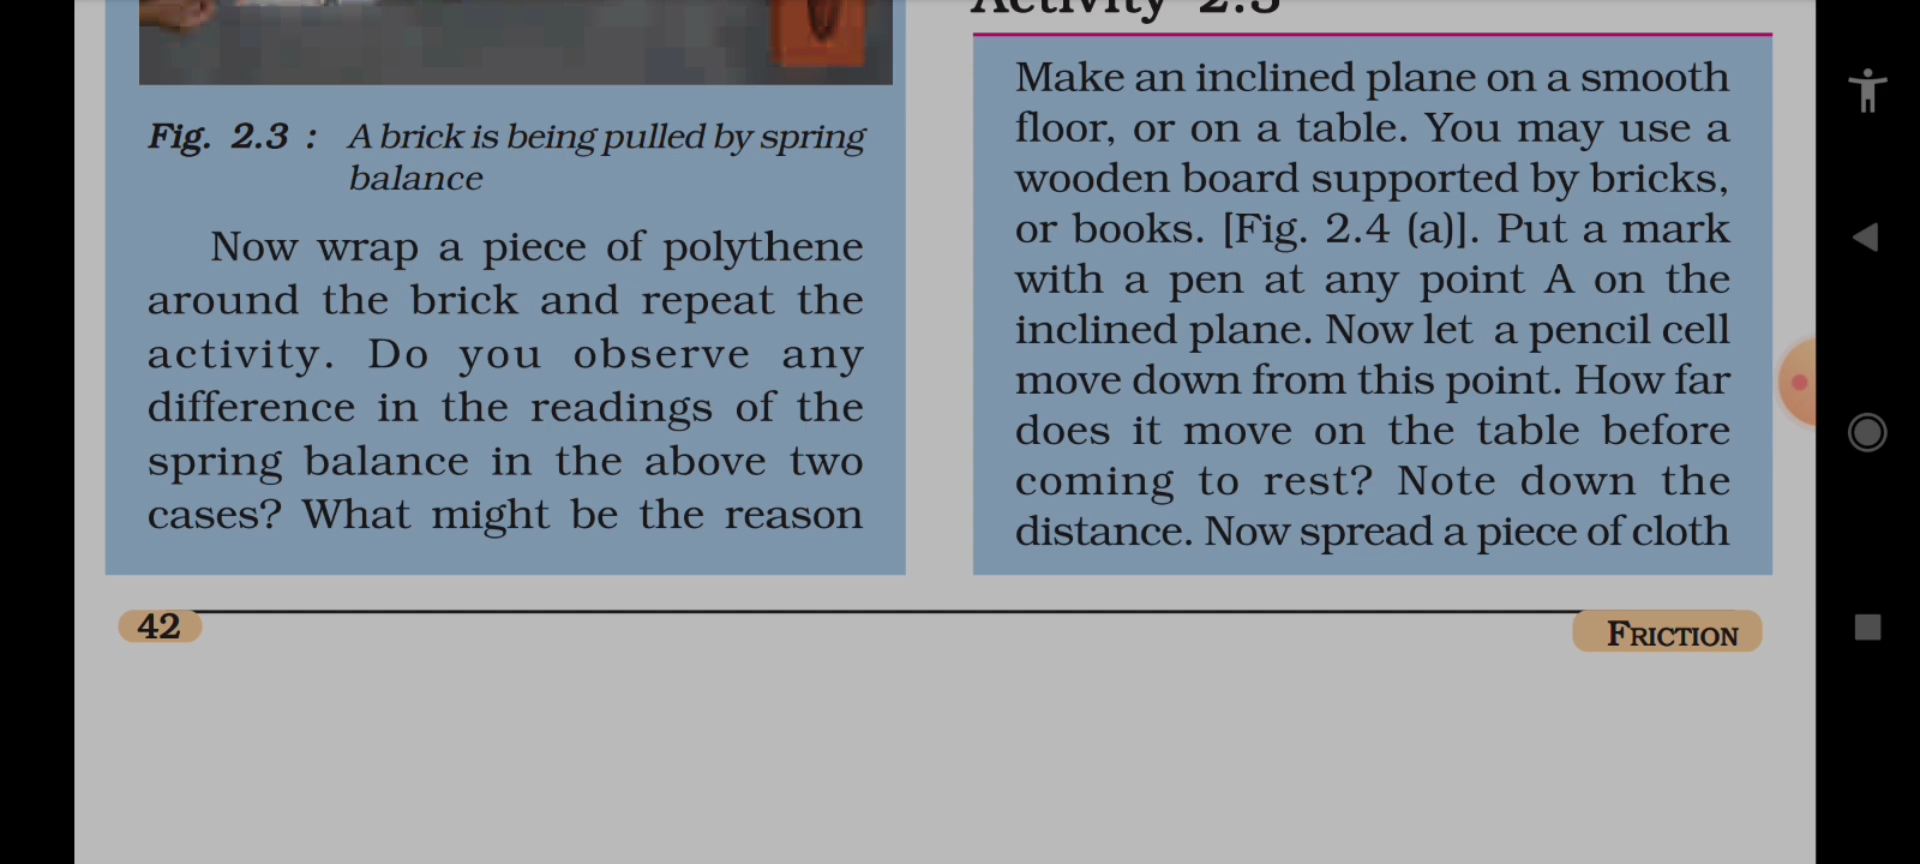 Fig. 2.3 : A brick is being pulled by spring
balance
Now wrap a piece of polythene
around the brick and repeat the
activity. Do you observe any
difference in the readings of the
spring balance in the above two
cases? What might be the reason
Activity 2.3
Make an inclined plane on a smooth
floor, or on a table. You may use a
wooden board supported by bricks,
or books. [Fig. 2.4 (a)]. Put a mark
with a pen at any point A on the
inclined plane. Now let a pencil cell
move down from this point. How far
does it move on the table before
coming to rest? Note down the
distance. Now spread a piece of cloth
42
FRICTION